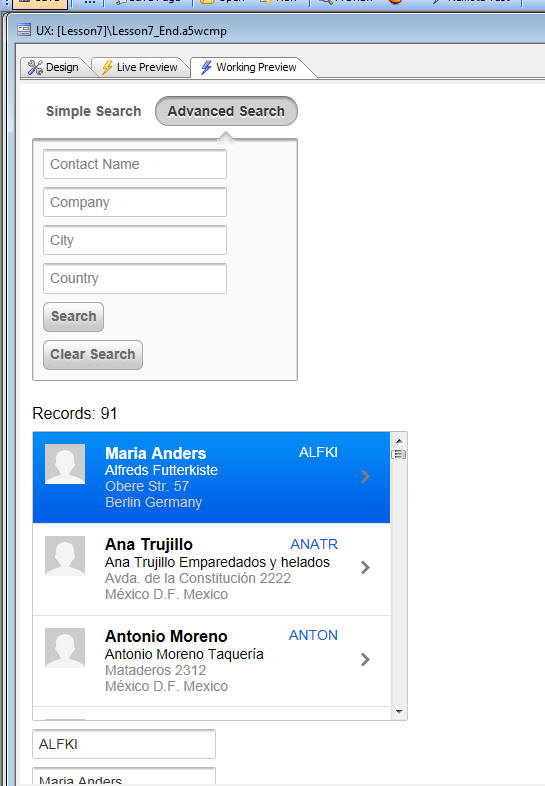 UX: [Lesson7]\Lesson7_End.a5wcmp
Design Live Preview Working Preview
Simple Search Advanced Search
Contact Name
Company
City
Country
Search
Clear Search
Records: 91
Maria Anders ALFKI
Alfreds Futterkiste
Obere Str. 57
Berlin Germany
Ana Trujillo ANATR
Ana Trujillo Emparedados y helados
Avda. de la Constitución 2222
México D.F. Mexico
Antonio Moreno ANTON
Antonio Moreno Taquería
Mataderos 2312
México D.F. Mexico
ALFKI
Maria Anders